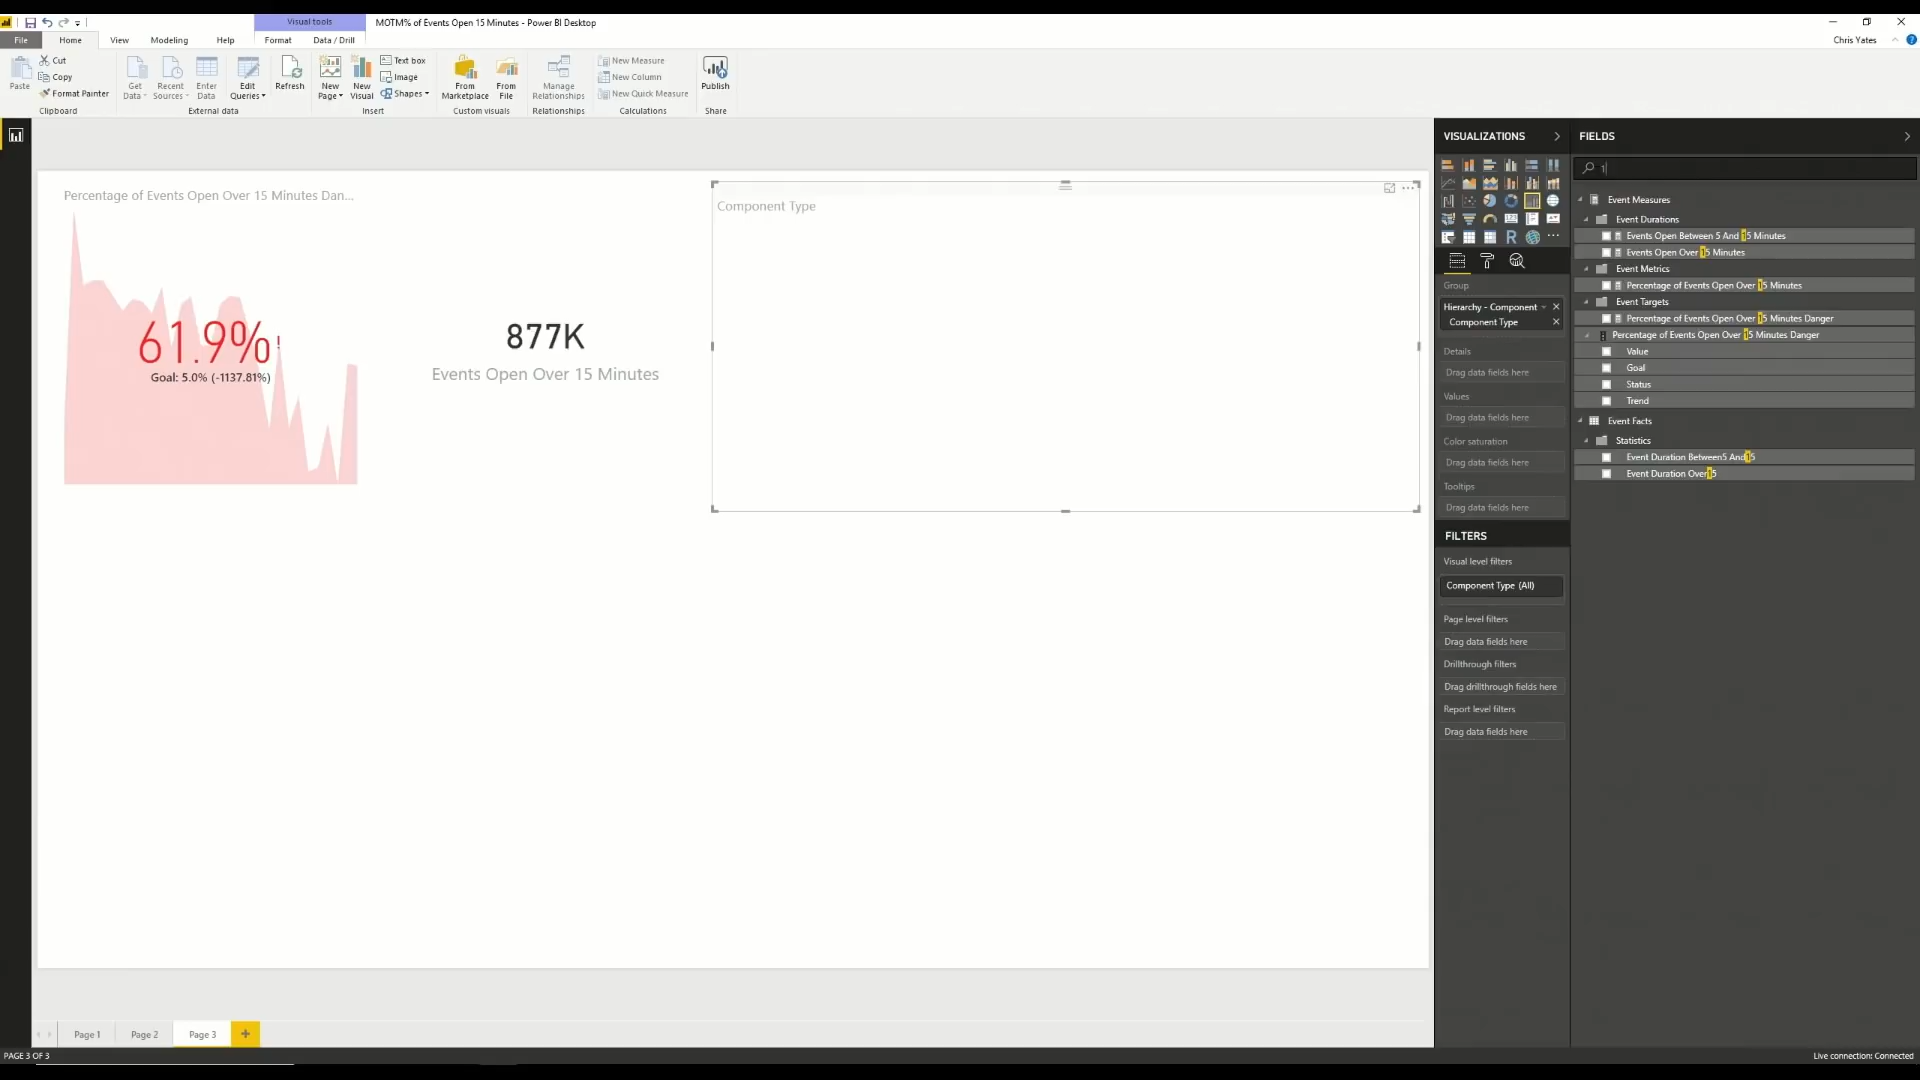 Visual tools
MOTM% of Events Open 15 Minutes - Power BI Desktop
File Home View Modeling Help Format Data / Drill
Chris Yates
Paste
Cut
Copy
Format Painter
Clipboard
Get Data
Recent Sources
Enter Data
Edit Queries
External data
Refresh
New Page
New Visual
Text box
Image
Shapes
Insert
From Marketplace
From File
Custom visuals
Manage Relationships
Relationships
New Measure
New Column
New Quick Measure
Calculations
Publish
Share
Percentage of Events Open Over 15 Minutes Dan...
61.9%!
Goal: 5.0% (-1137.81%)
877K
Events Open Over 15 Minutes
Component Type
VISUALIZATIONS
R
Group
Hierarchy - Component
Component Type
Details
Drag data fields here
Values
Drag data fields here
Color saturation
Drag data fields here
Tooltips
Drag data fields here
FILTERS
Visual level filters
Component Type (All)
Page level filters
Drag data fields here
Drillthrough filters
Drag drillthrough fields here
Report level filters
Drag data fields here
FIELDS
1
Event Measures
Event Durations
Events Open Between 5 And 15 Minutes
Events Open Over 15 Minutes
Event Metrics
Percentage of Events Open Over 15 Minutes
Event Targets
Percentage of Events Open Over 15 Minutes Danger
Percentage of Events Open Over 15 Minutes Danger
Value
Goal
Status
Trend
Event Facts
Statistics
Event Duration Between5 And15
Event Duration Over15
Page 1 Page 2 Page 3 +
PAGE 3 OF 3
Live connection: Connected